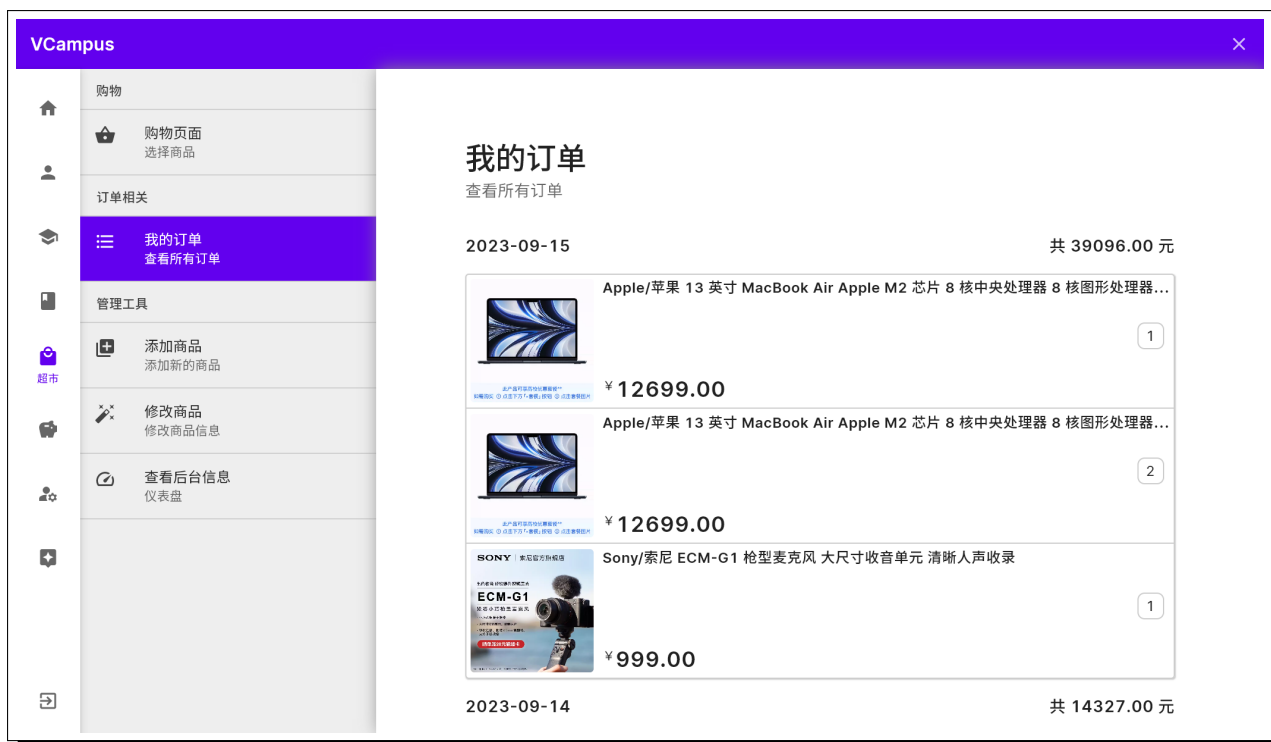 VCampus
购物
购物页面
选择商品
订单相关
我的订单
查看所有订单
管理工具
添加商品
添加新的商品
修改商品
修改商品信息
查看后台信息
仪表盘
超市
我的订单
查看所有订单
2023-09-15
共 39096.00 元
Apple/苹果 13 英寸 MacBook Air Apple M2 芯片 8 核中央处理器 8 核图形处理器...
1
¥12699.00
Apple/苹果 13 英寸 MacBook Air Apple M2 芯片 8 核中央处理器 8 核图形处理器...
2
¥12699.00
SONY 索尼官方旗舰店
ECM-G1
Sony/索尼 ECM-G1 枪型麦克风 大尺寸收音单元 清晰人声收录
1
¥999.00
2023-09-14
共 14327.00 元